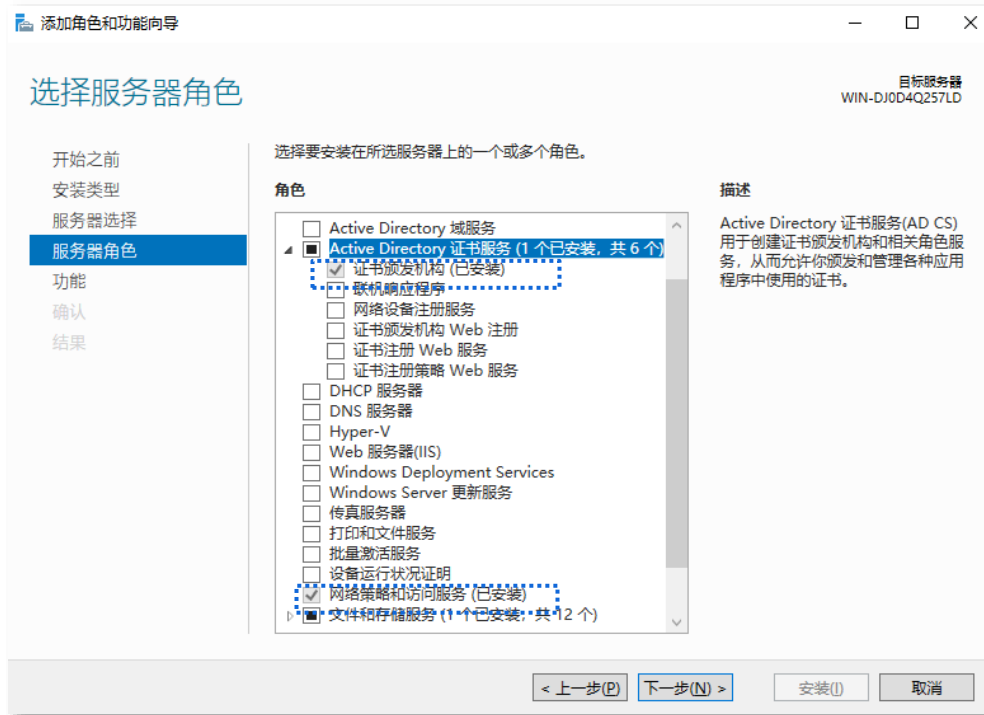 添加角色和功能向导
选择服务器角色
目标服务器
WIN-DJ0D4Q257LD
开始之前
安装类型
服务器选择
服务器角色
功能
确认
结果
选择要安装在所选服务器上的一个或多个角色。
角色
Active Directory 域服务
Active Directory 证书服务 (1 个已安装，共 6 个)
证书颁发机构 (已安装)
联机响应程序
网络设备注册服务
证书颁发机构 Web 注册
证书注册 Web 服务
证书注册策略 Web 服务
DHCP 服务器
DNS 服务器
Hyper-V
Web 服务器(IIS)
Windows Deployment Services
Windows Server 更新服务
传真服务器
打印和文件服务
批量激活服务
设备运行状况证明
网络策略和访问服务 (已安装)
文件和存储服务 (1 个已安装，共 12 个)
描述
Active Directory 证书服务(AD CS)
用于创建证书颁发机构和相关角色服
务，从而允许你颁发和管理各种应用
程序中使用的证书。
< 上一步(P)
下一步(N) >
安装(I)
取消